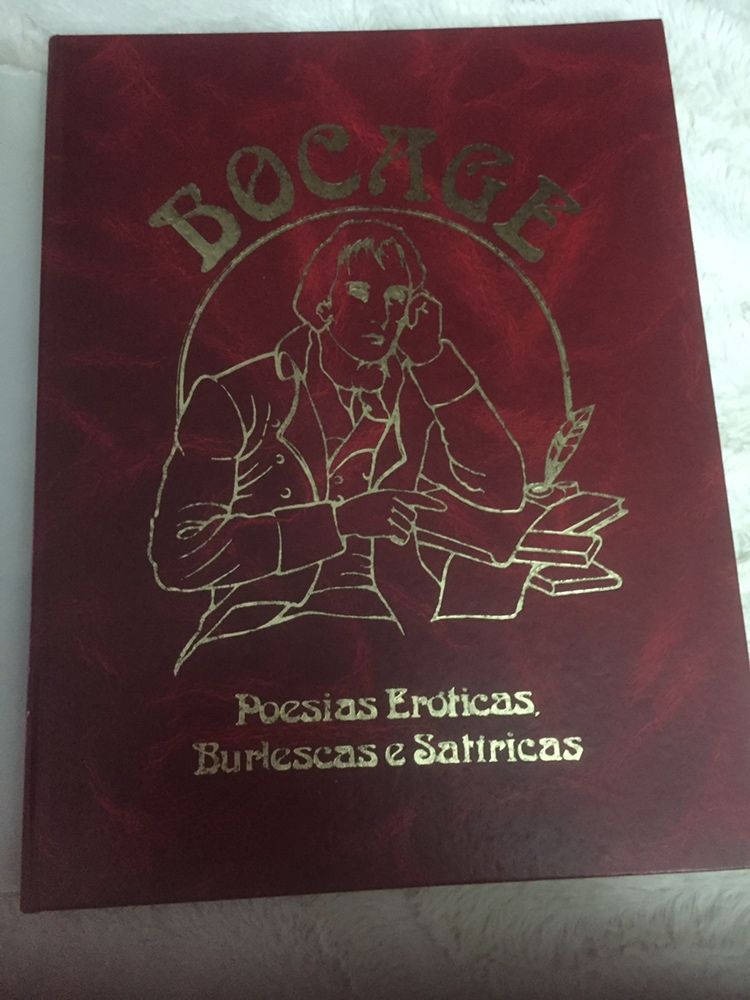 BOCAGE
Poesias Eróticas,
Burlescas e Satíricas